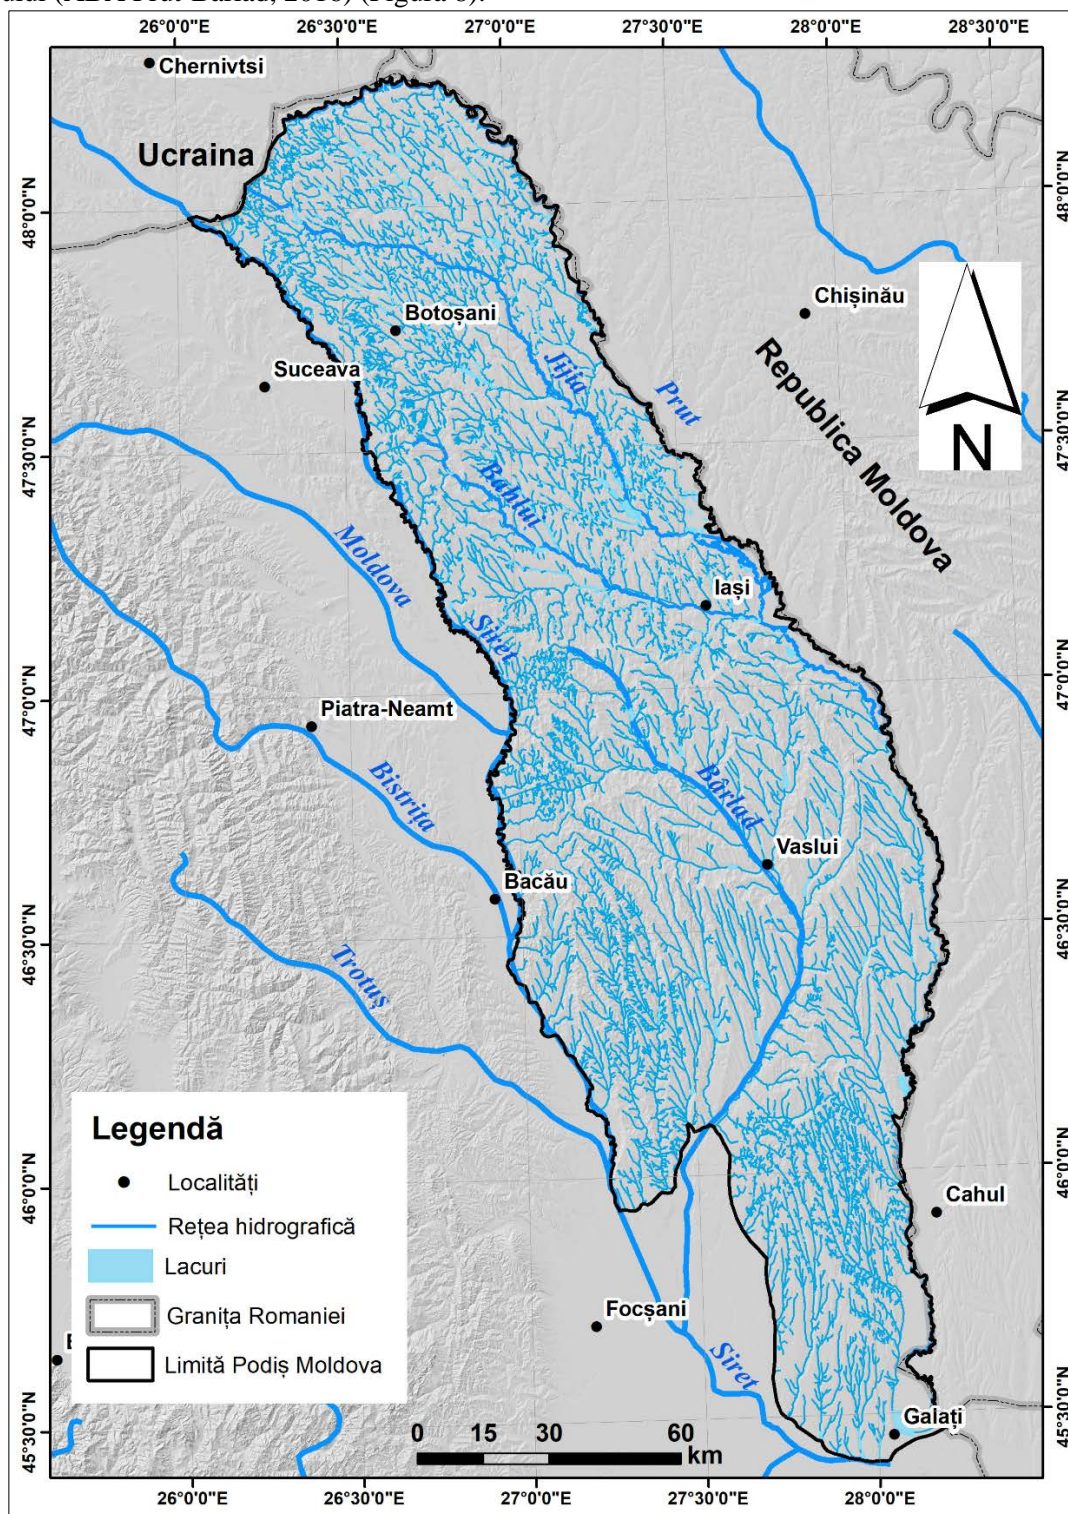 2018) (Figura
26°0'0"E 26°30'0"E 27°0'0"E 27°30'0"E 28°0'0"E 28°30'0"E
Chernivtsi
Ucraina
48°0'0"N
48°0'0"N
Chișinău
Botoșani
Suceava
Jijia
Prut
Republica Moldova
N
47°30'0"N
47°30'0"N
Bahlui
Moldova
Iași
Siret
47°0'0"N
47°0'0"N
Piatra-Neamt
Bistrița
Bârlad
Vaslui
Bacău
46°30'0"N
46°30'0"N
Trotuș
Legendă
Localități
Rețea hidrografică
Lacuri
Granița Romaniei
Limită Podiș Moldova
46°0'0"N
46°0'0"N
Cahul
Focșani
Siret
Galați
45°30'0"N
45°30'0"N
0 15 30 60
km
26°0'0"E 26°30'0"E 27°0'0"E 27°30'0"E 28°0'0"E